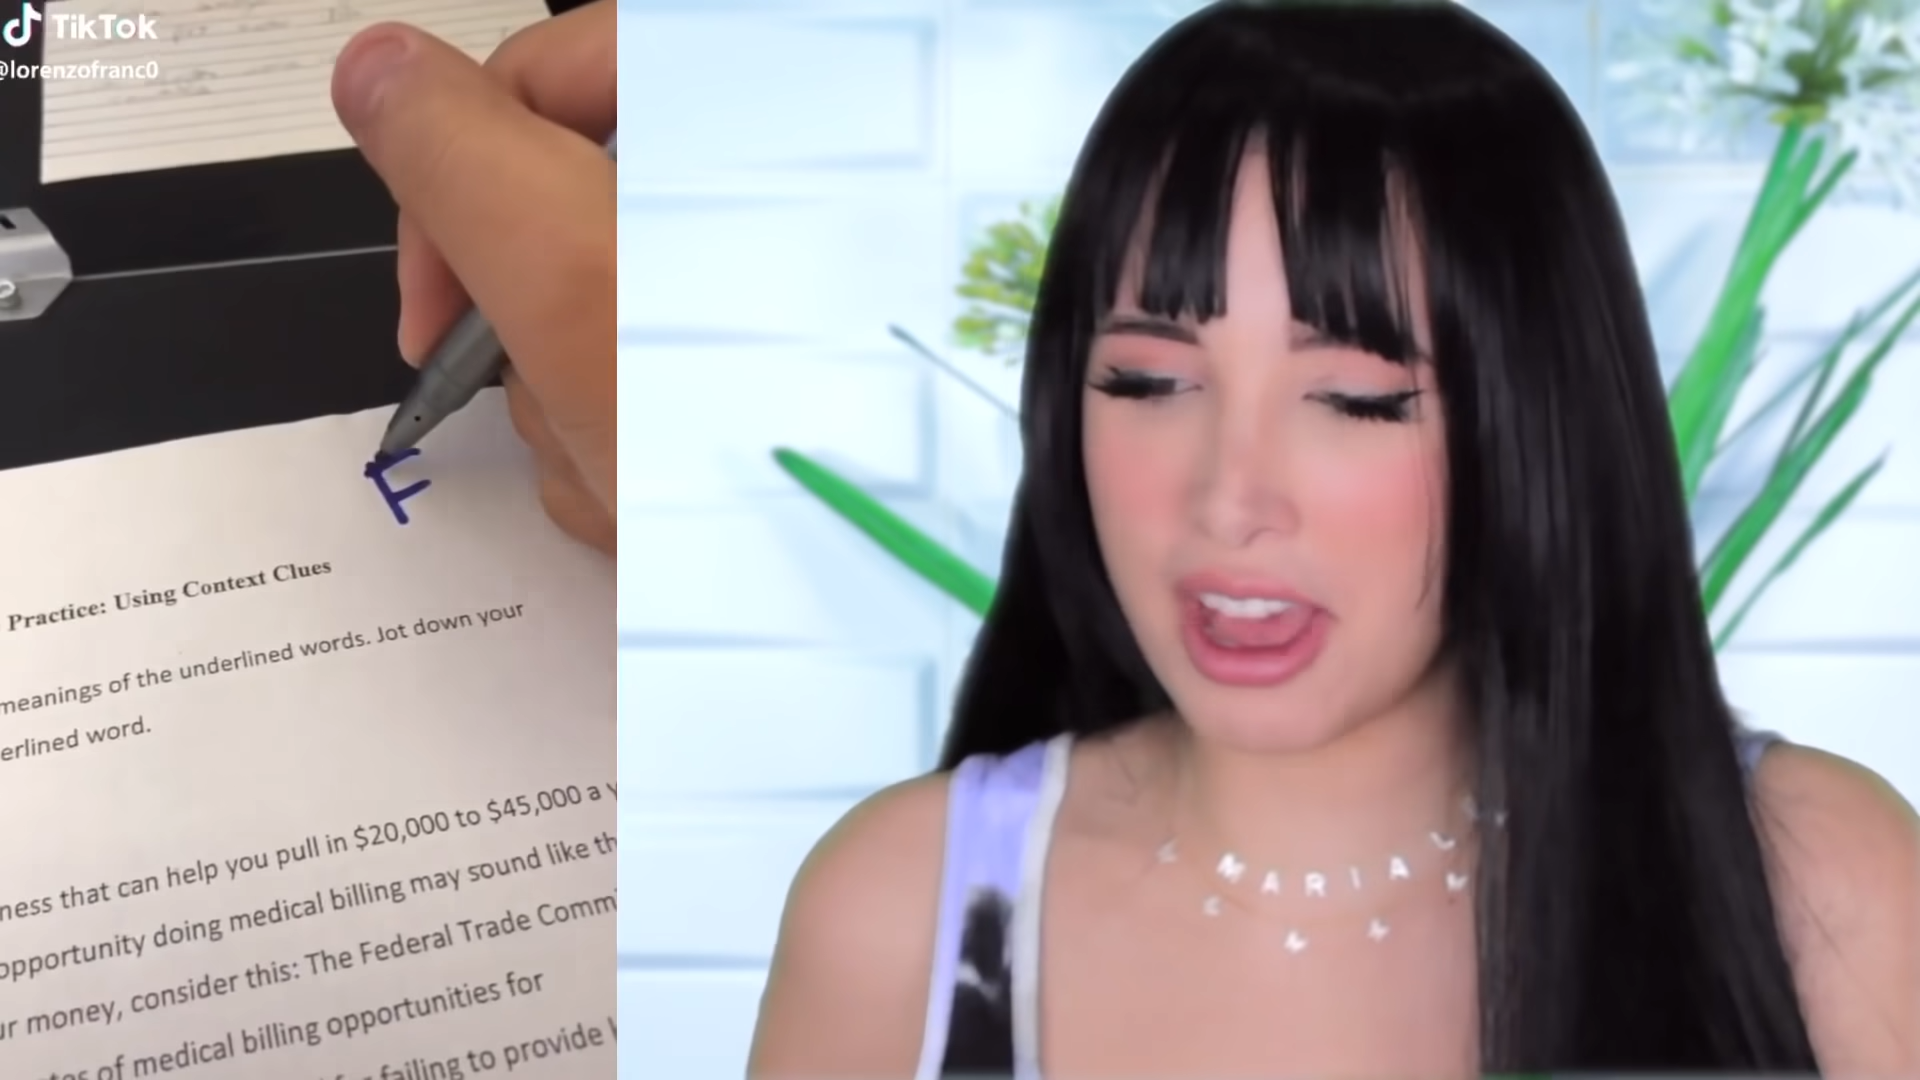 TikTok
@lorenzofranc0
F
Practice: Using Context Clues
meanings of the underlined words. Jot down your
erlined word.
ness that can help you pull in $20,000 to $45,000 a
opportunity doing medical billing may sound like th
ur money, consider this: The Federal Trade Comm
of medical billing opportunities for
failing to provide
MARIA